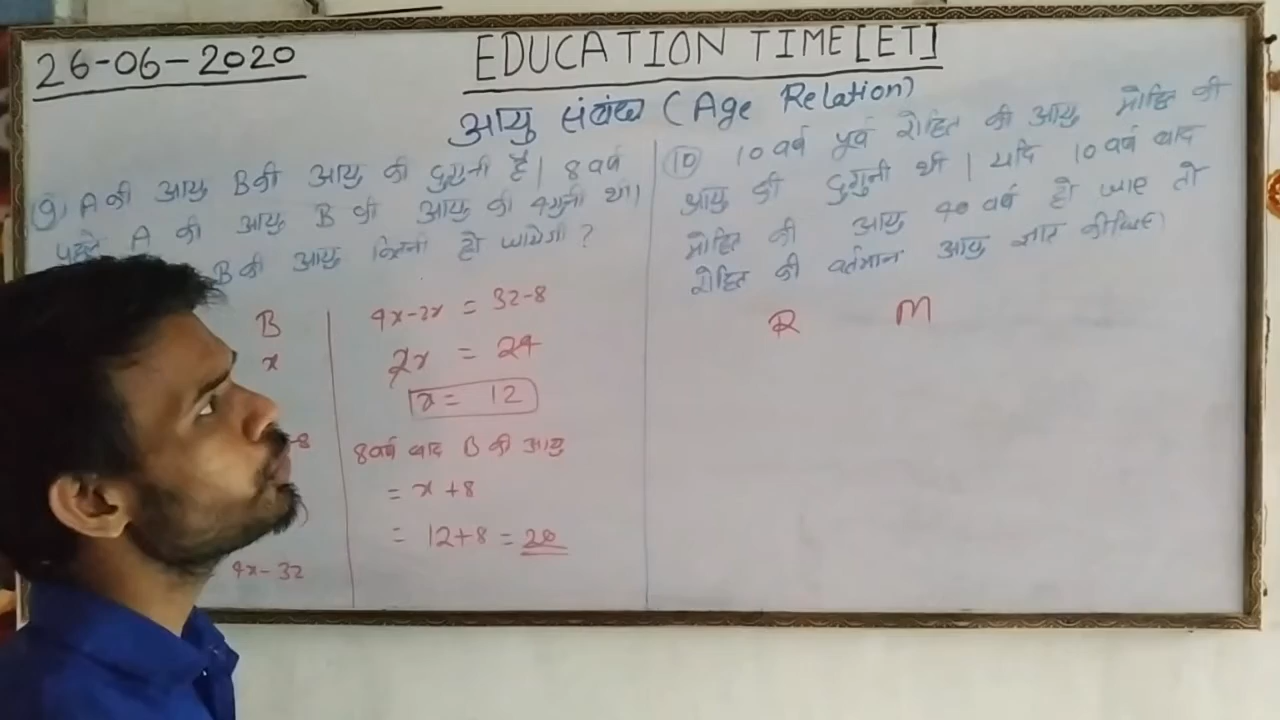 26-06-2020
EDUCATION TIME[ET]
आयु संबंध (Age Relation)
(9) A की आयु B की आयु की दुगुनी है। 8 वर्ष
पहले A की आयु B की आयु की 4 गुनी थी।
B की आयु कितनी हो जायेगी?
B
x
-8
4x-32
4x-2x = 32-8
2x = 24
x = 12
8 वर्ष बाद B की आयु
= x+8
= 12+8 = 20
(10) 10 वर्ष पूर्व रोहित की आयु मोहित की
आयु की दुगुनी थी। यदि 10 वर्ष बाद
मोहित की आयु 40 वर्ष हो जाए तो
रोहित की वर्तमान आयु ज्ञात कीजिए।
R M